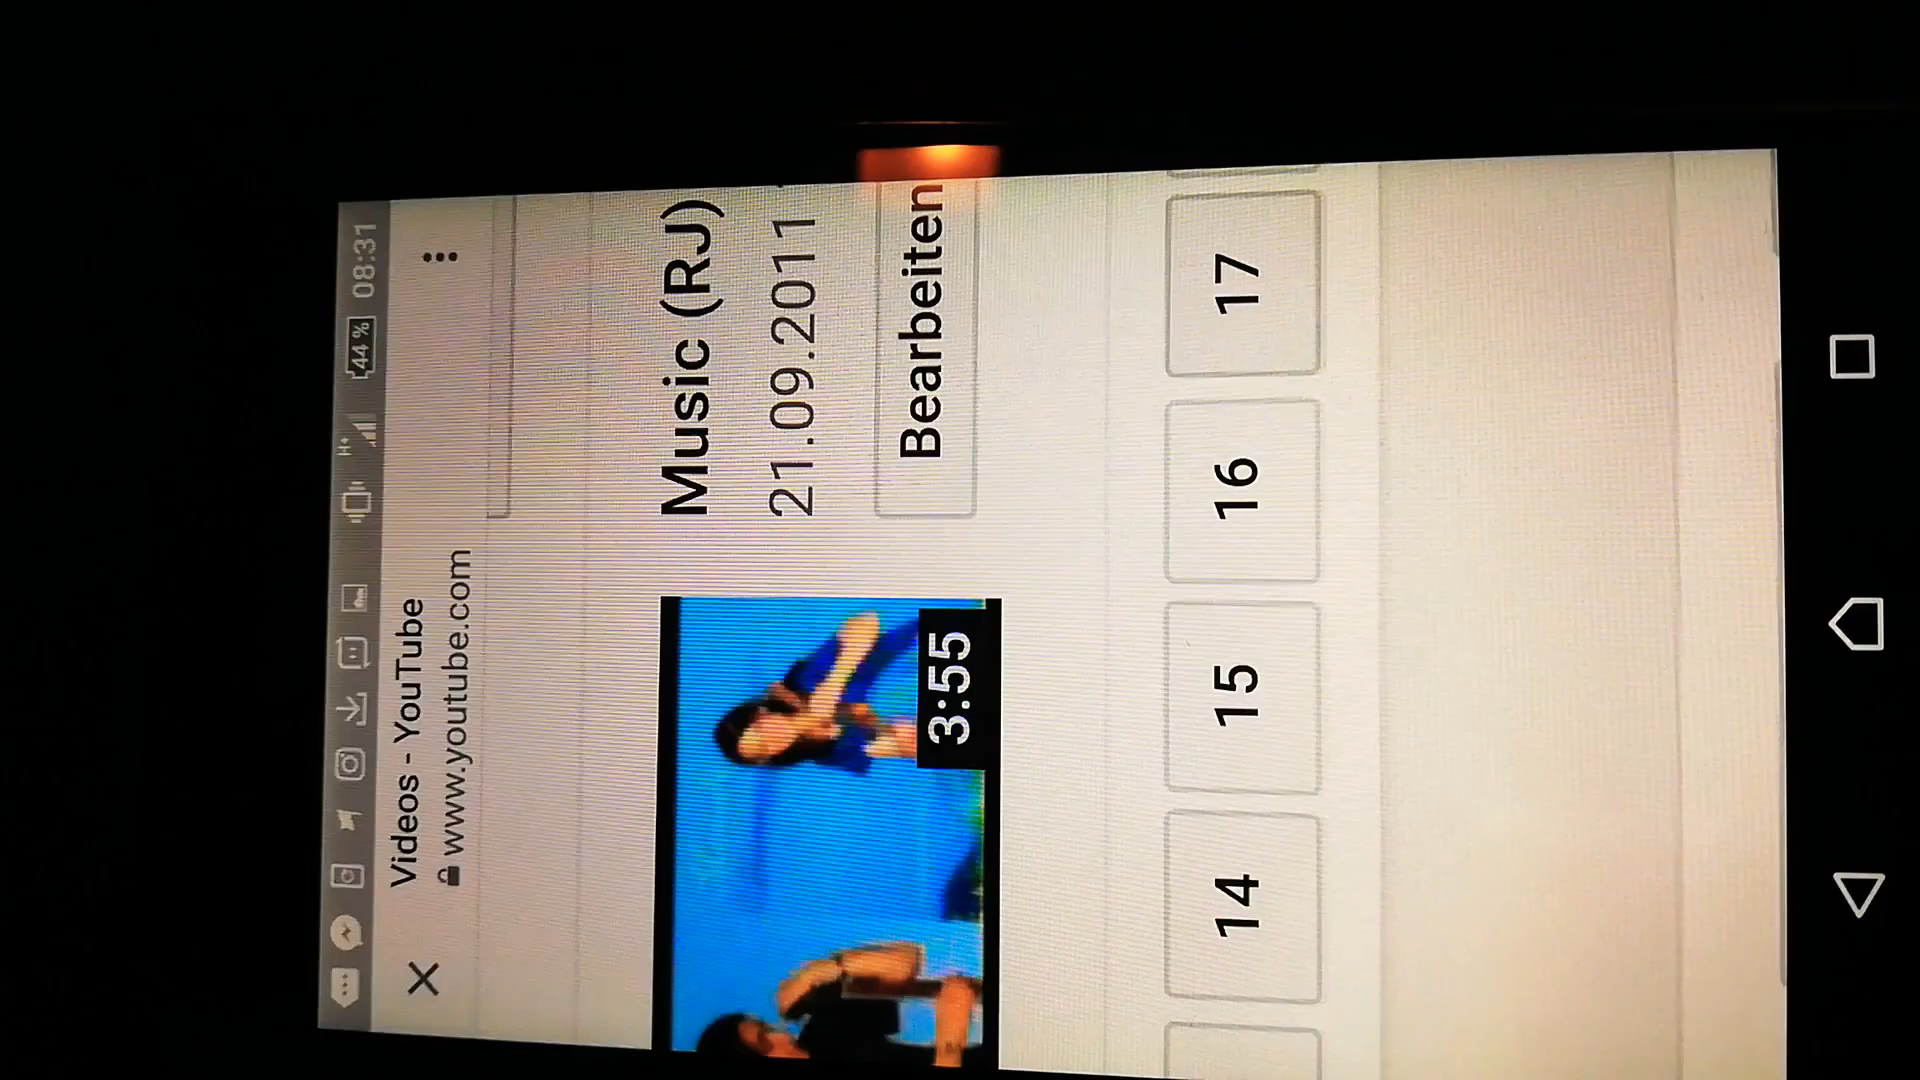 44 % 08:31
Videos - YouTube
www.youtube.com
Music (RJ)
21.09.2011
Bearbeiten
3:55
14 15 16 17